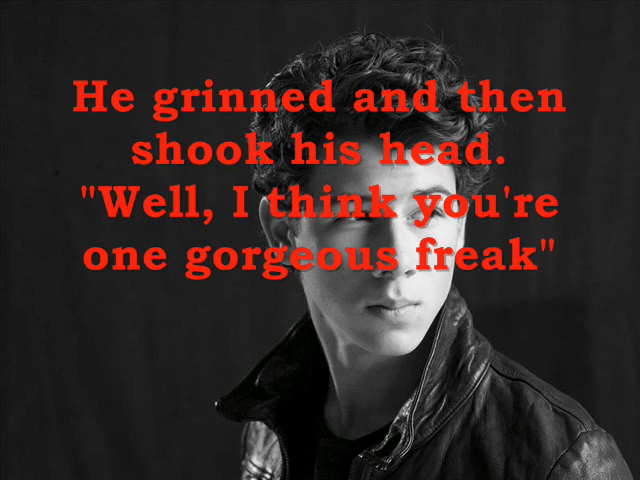 He grinned and then
shook his head.
"Well, I think you're
one gorgeous freak"